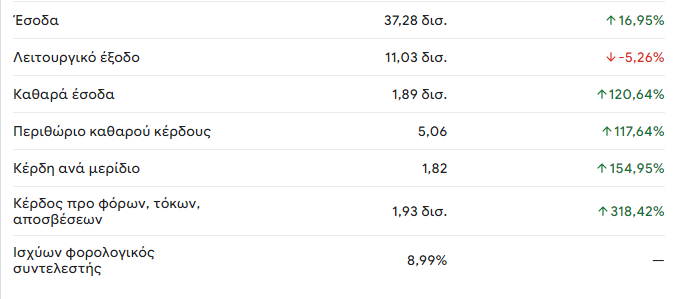 Έσοδα 37,28 δισ. ↑16,95%
Λειτουργικό έξοδο 11,03 δισ. ↓-5,26%
Καθαρά έσοδα 1,89 δισ. ↑120,64%
Περιθώριο καθαρού κέρδους 5,06 ↑117,64%
Κέρδη ανά μερίδιο 1,82 ↑154,95%
Κέρδος προ φόρων, τόκων,
αποσβέσεων 1,93 δισ. ↑318,42%
Ισχύων φορολογικός
συντελεστής 8,99% —